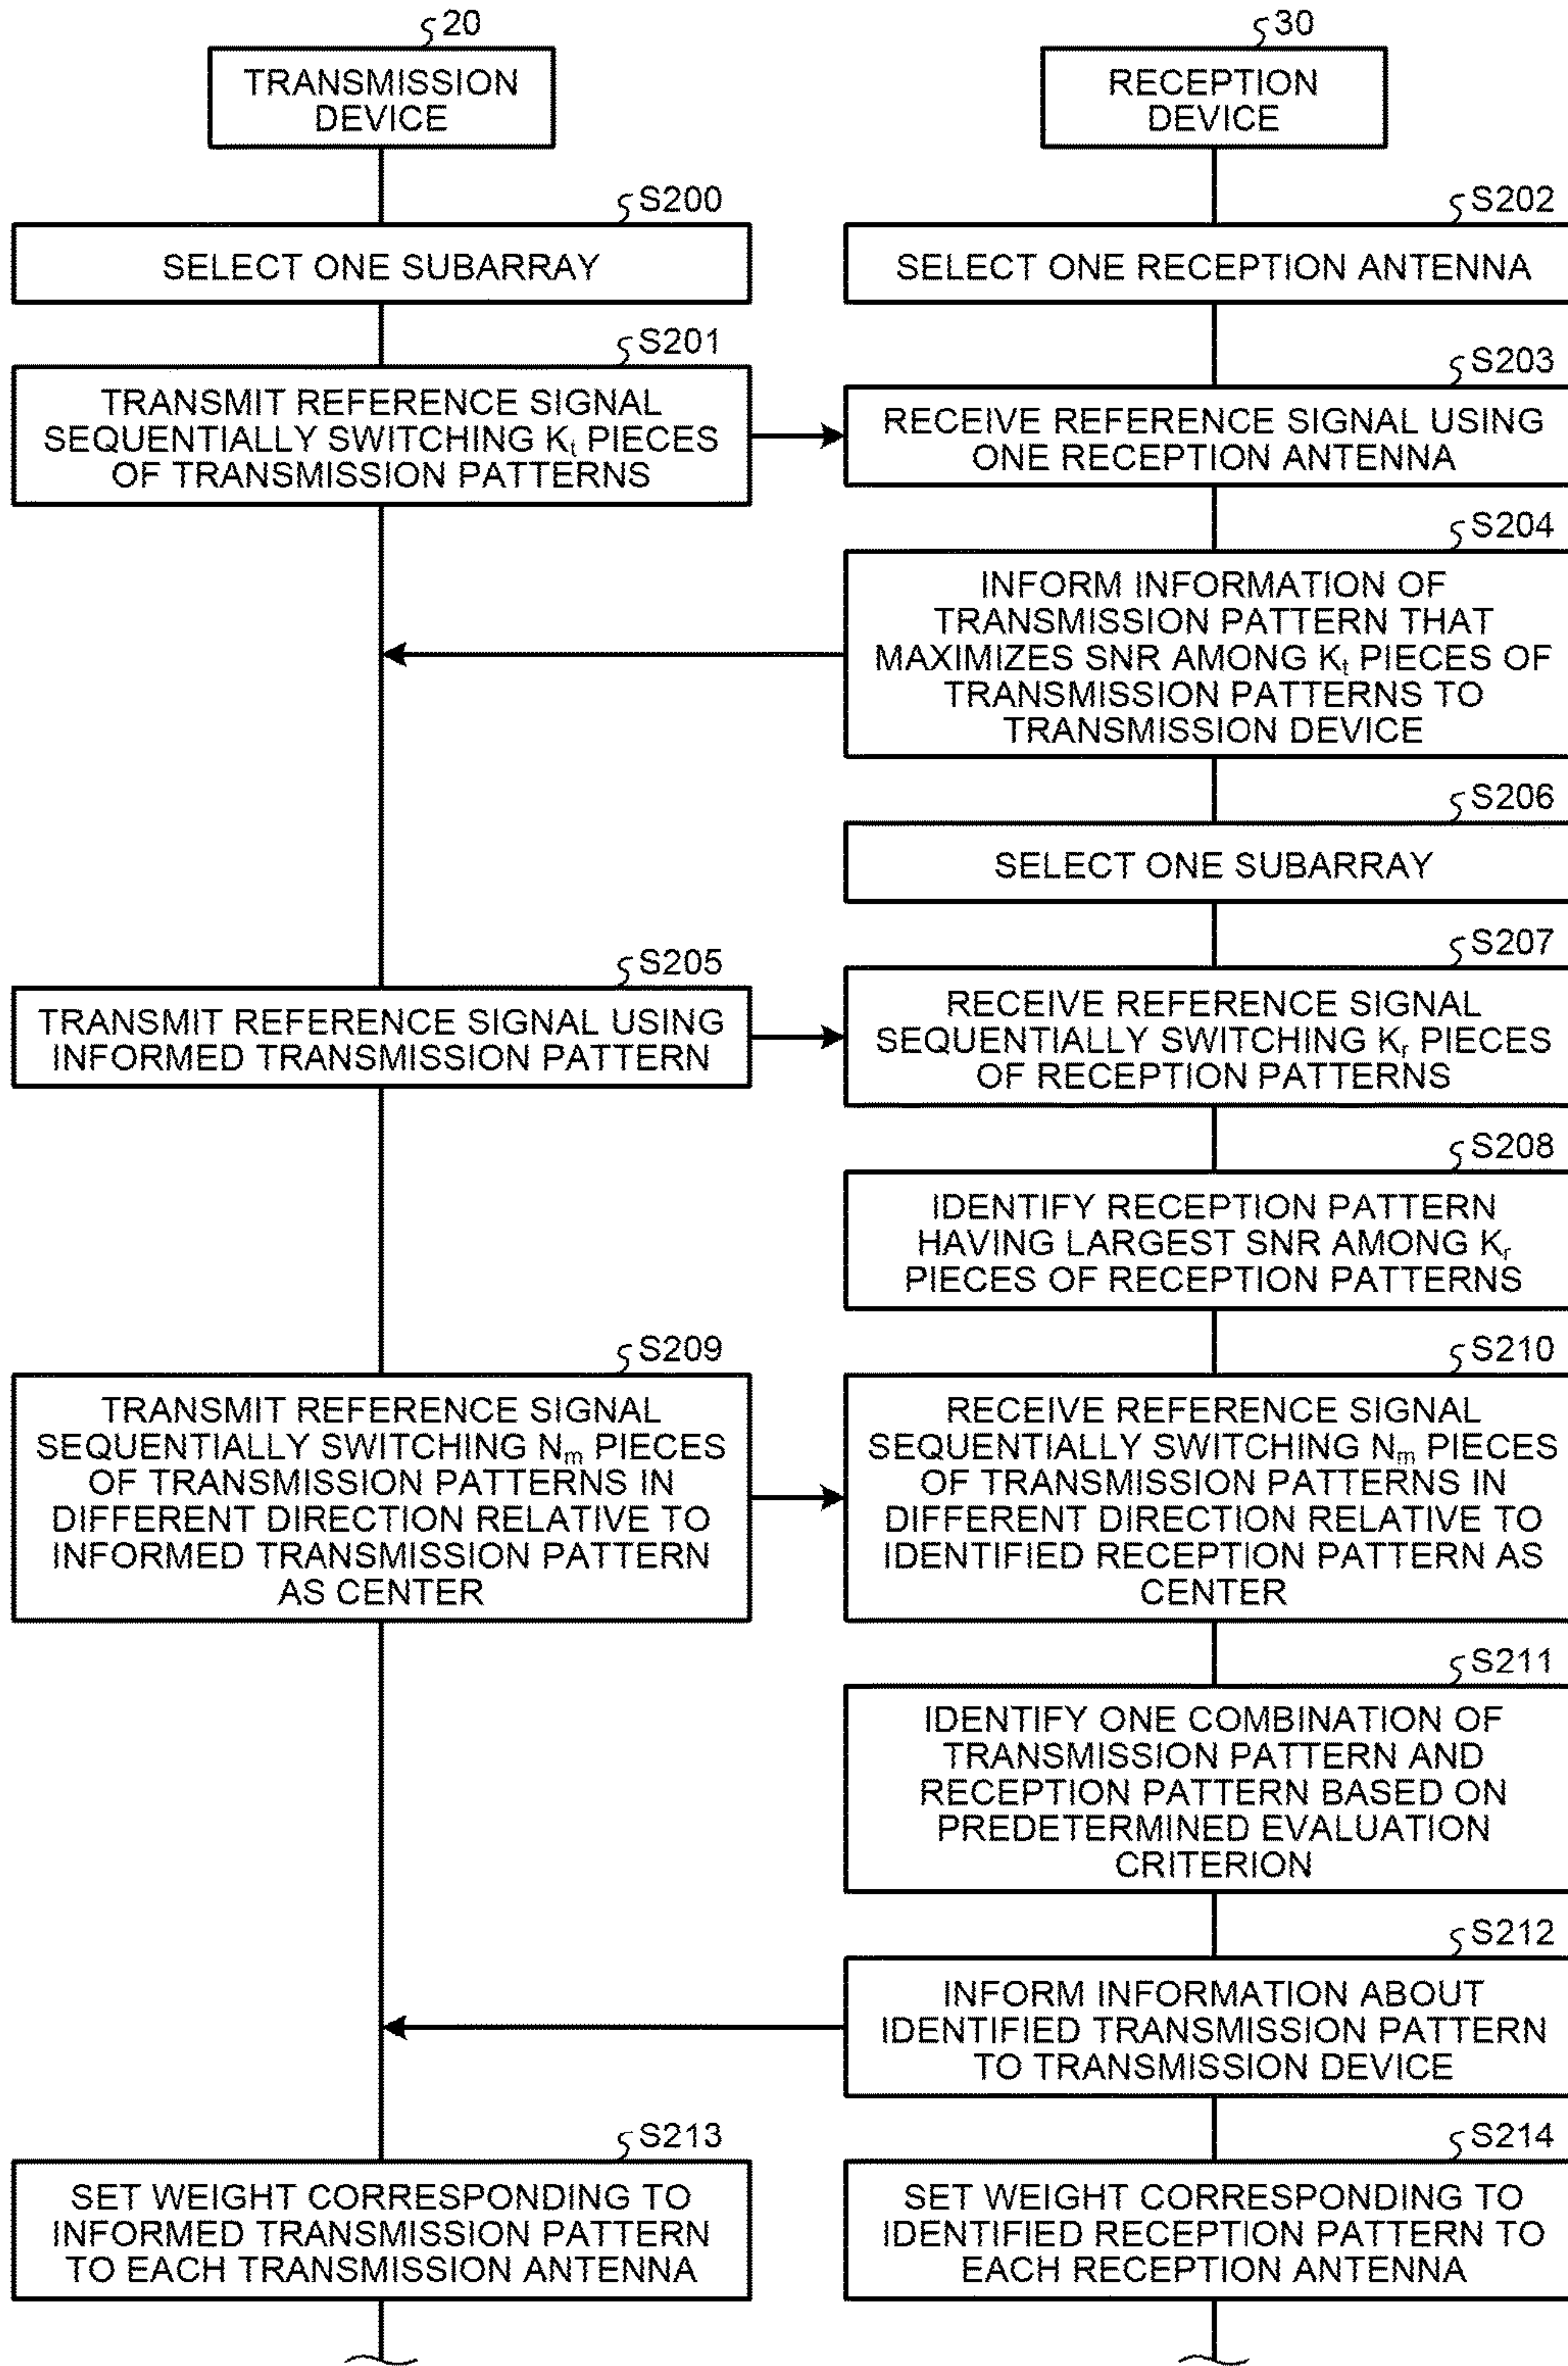 20
TRANSMISSION
DEVICE
30
RECEPTION
DEVICE
S200
SELECT ONE SUBARRAY
S202
SELECT ONE RECEPTION ANTENNA
S201
TRANSMIT REFERENCE SIGNAL
SEQUENTIALLY SWITCHING Kt PIECES
OF TRANSMISSION PATTERNS
S203
RECEIVE REFERENCE SIGNAL USING
ONE RECEPTION ANTENNA
S204
INFORM INFORMATION OF
TRANSMISSION PATTERN THAT
MAXIMIZES SNR AMONG Kt PIECES OF
TRANSMISSION PATTERNS TO
TRANSMISSION DEVICE
S206
SELECT ONE SUBARRAY
S205
TRANSMIT REFERENCE SIGNAL USING
INFORMED TRANSMISSION PATTERN
S207
RECEIVE REFERENCE SIGNAL
SEQUENTIALLY SWITCHING Kr PIECES
OF RECEPTION PATTERNS
S208
IDENTIFY RECEPTION PATTERN
HAVING LARGEST SNR AMONG Kr
PIECES OF RECEPTION PATTERNS
S209
TRANSMIT REFERENCE SIGNAL
SEQUENTIALLY SWITCHING Nm PIECES
OF TRANSMISSION PATTERNS IN
DIFFERENT DIRECTION RELATIVE TO
INFORMED TRANSMISSION PATTERN
AS CENTER
S210
RECEIVE REFERENCE SIGNAL
SEQUENTIALLY SWITCHING Nm PIECES
OF TRANSMISSION PATTERNS IN
DIFFERENT DIRECTION RELATIVE TO
IDENTIFIED RECEPTION PATTERN AS
CENTER
S211
IDENTIFY ONE COMBINATION OF
TRANSMISSION PATTERN AND
RECEPTION PATTERN BASED ON
PREDETERMINED EVALUATION
CRITERION
S212
INFORM INFORMATION ABOUT
IDENTIFIED TRANSMISSION PATTERN
TO TRANSMISSION DEVICE
S213
SET WEIGHT CORRESPONDING TO
INFORMED TRANSMISSION PATTERN
TO EACH TRANSMISSION ANTENNA
S214
SET WEIGHT CORRESPONDING TO
IDENTIFIED RECEPTION PATTERN TO
EACH RECEPTION ANTENNA